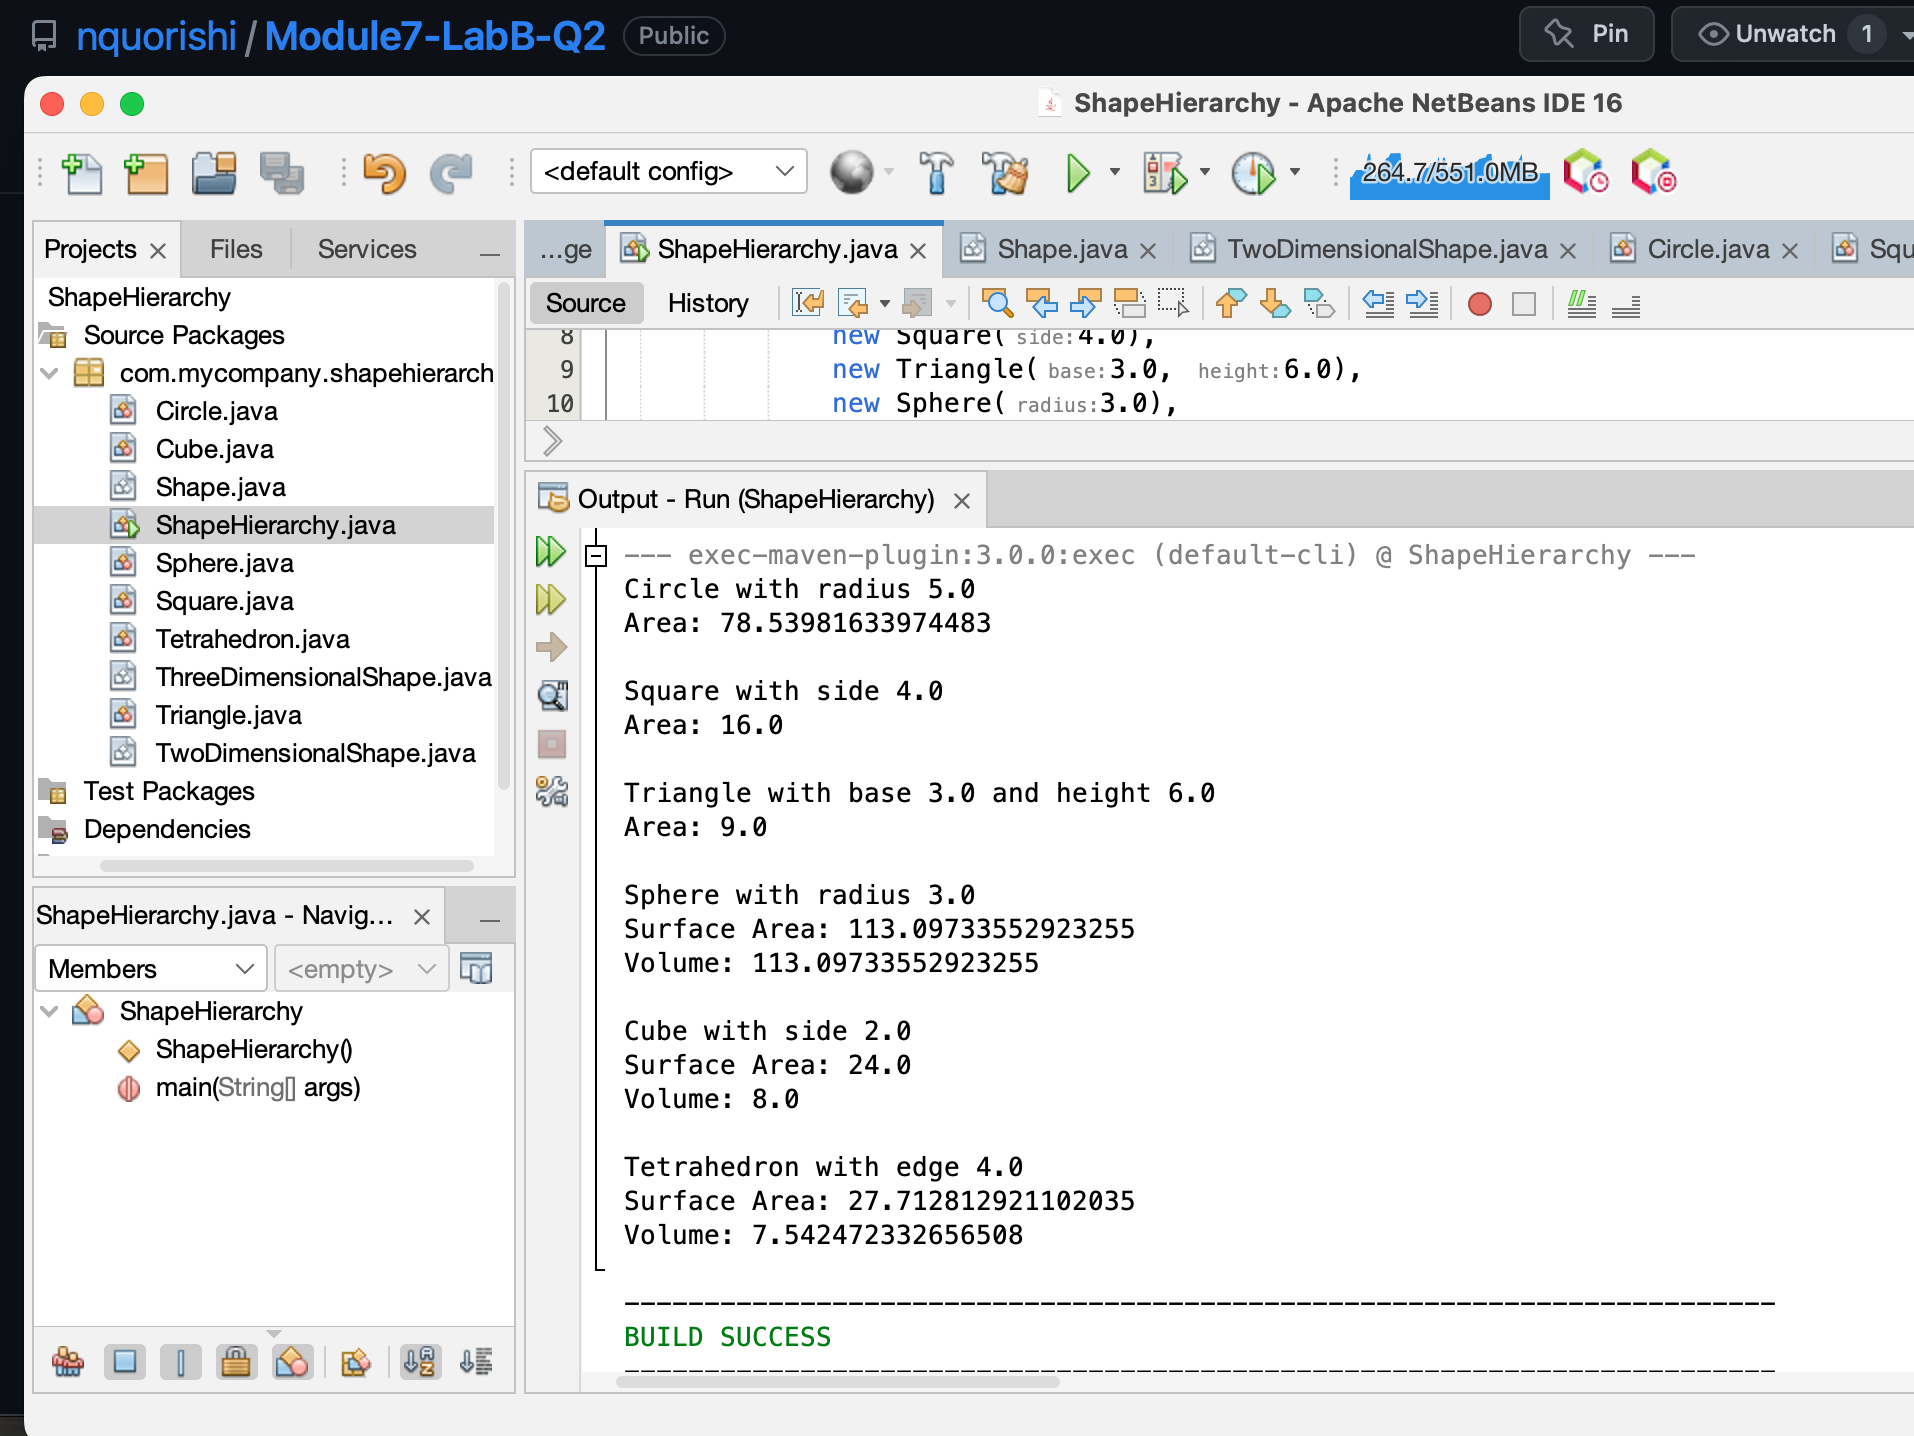 nquorishi / Module7-LabB-Q2 Public Pin Unwatch 1
ShapeHierarchy - Apache NetBeans IDE 16
<default config> 264.7/551.0MB
Projects Files Services
...ge ShapeHierarchy.java Shape.java TwoDimensionalShape.java Circle.java Squ
Source History
ShapeHierarchy
Source Packages
com.mycompany.shapehierarch
Circle.java
Cube.java
Shape.java
ShapeHierarchy.java
Sphere.java
Square.java
Tetrahedron.java
ThreeDimensionalShape.java
Triangle.java
TwoDimensionalShape.java
Test Packages
Dependencies
8 new Square( side:4.0),
9 new Triangle( base:3.0, height:6.0),
10 new Sphere( radius:3.0),
Output - Run (ShapeHierarchy)
--- exec-maven-plugin:3.0.0:exec (default-cli) @ ShapeHierarchy ---
Circle with radius 5.0
Area: 78.53981633974483
Square with side 4.0
Area: 16.0
Triangle with base 3.0 and height 6.0
Area: 9.0
Sphere with radius 3.0
Surface Area: 113.09733552923255
Volume: 113.09733552923255
Cube with side 2.0
Surface Area: 24.0
Volume: 8.0
Tetrahedron with edge 4.0
Surface Area: 27.712812921102035
Volume: 7.542472332656508
------------------------------------------------------------------------
BUILD SUCCESS
------------------------------------------------------------------------
ShapeHierarchy.java - Navig...
Members <empty>
ShapeHierarchy
ShapeHierarchy()
main(String[] args)